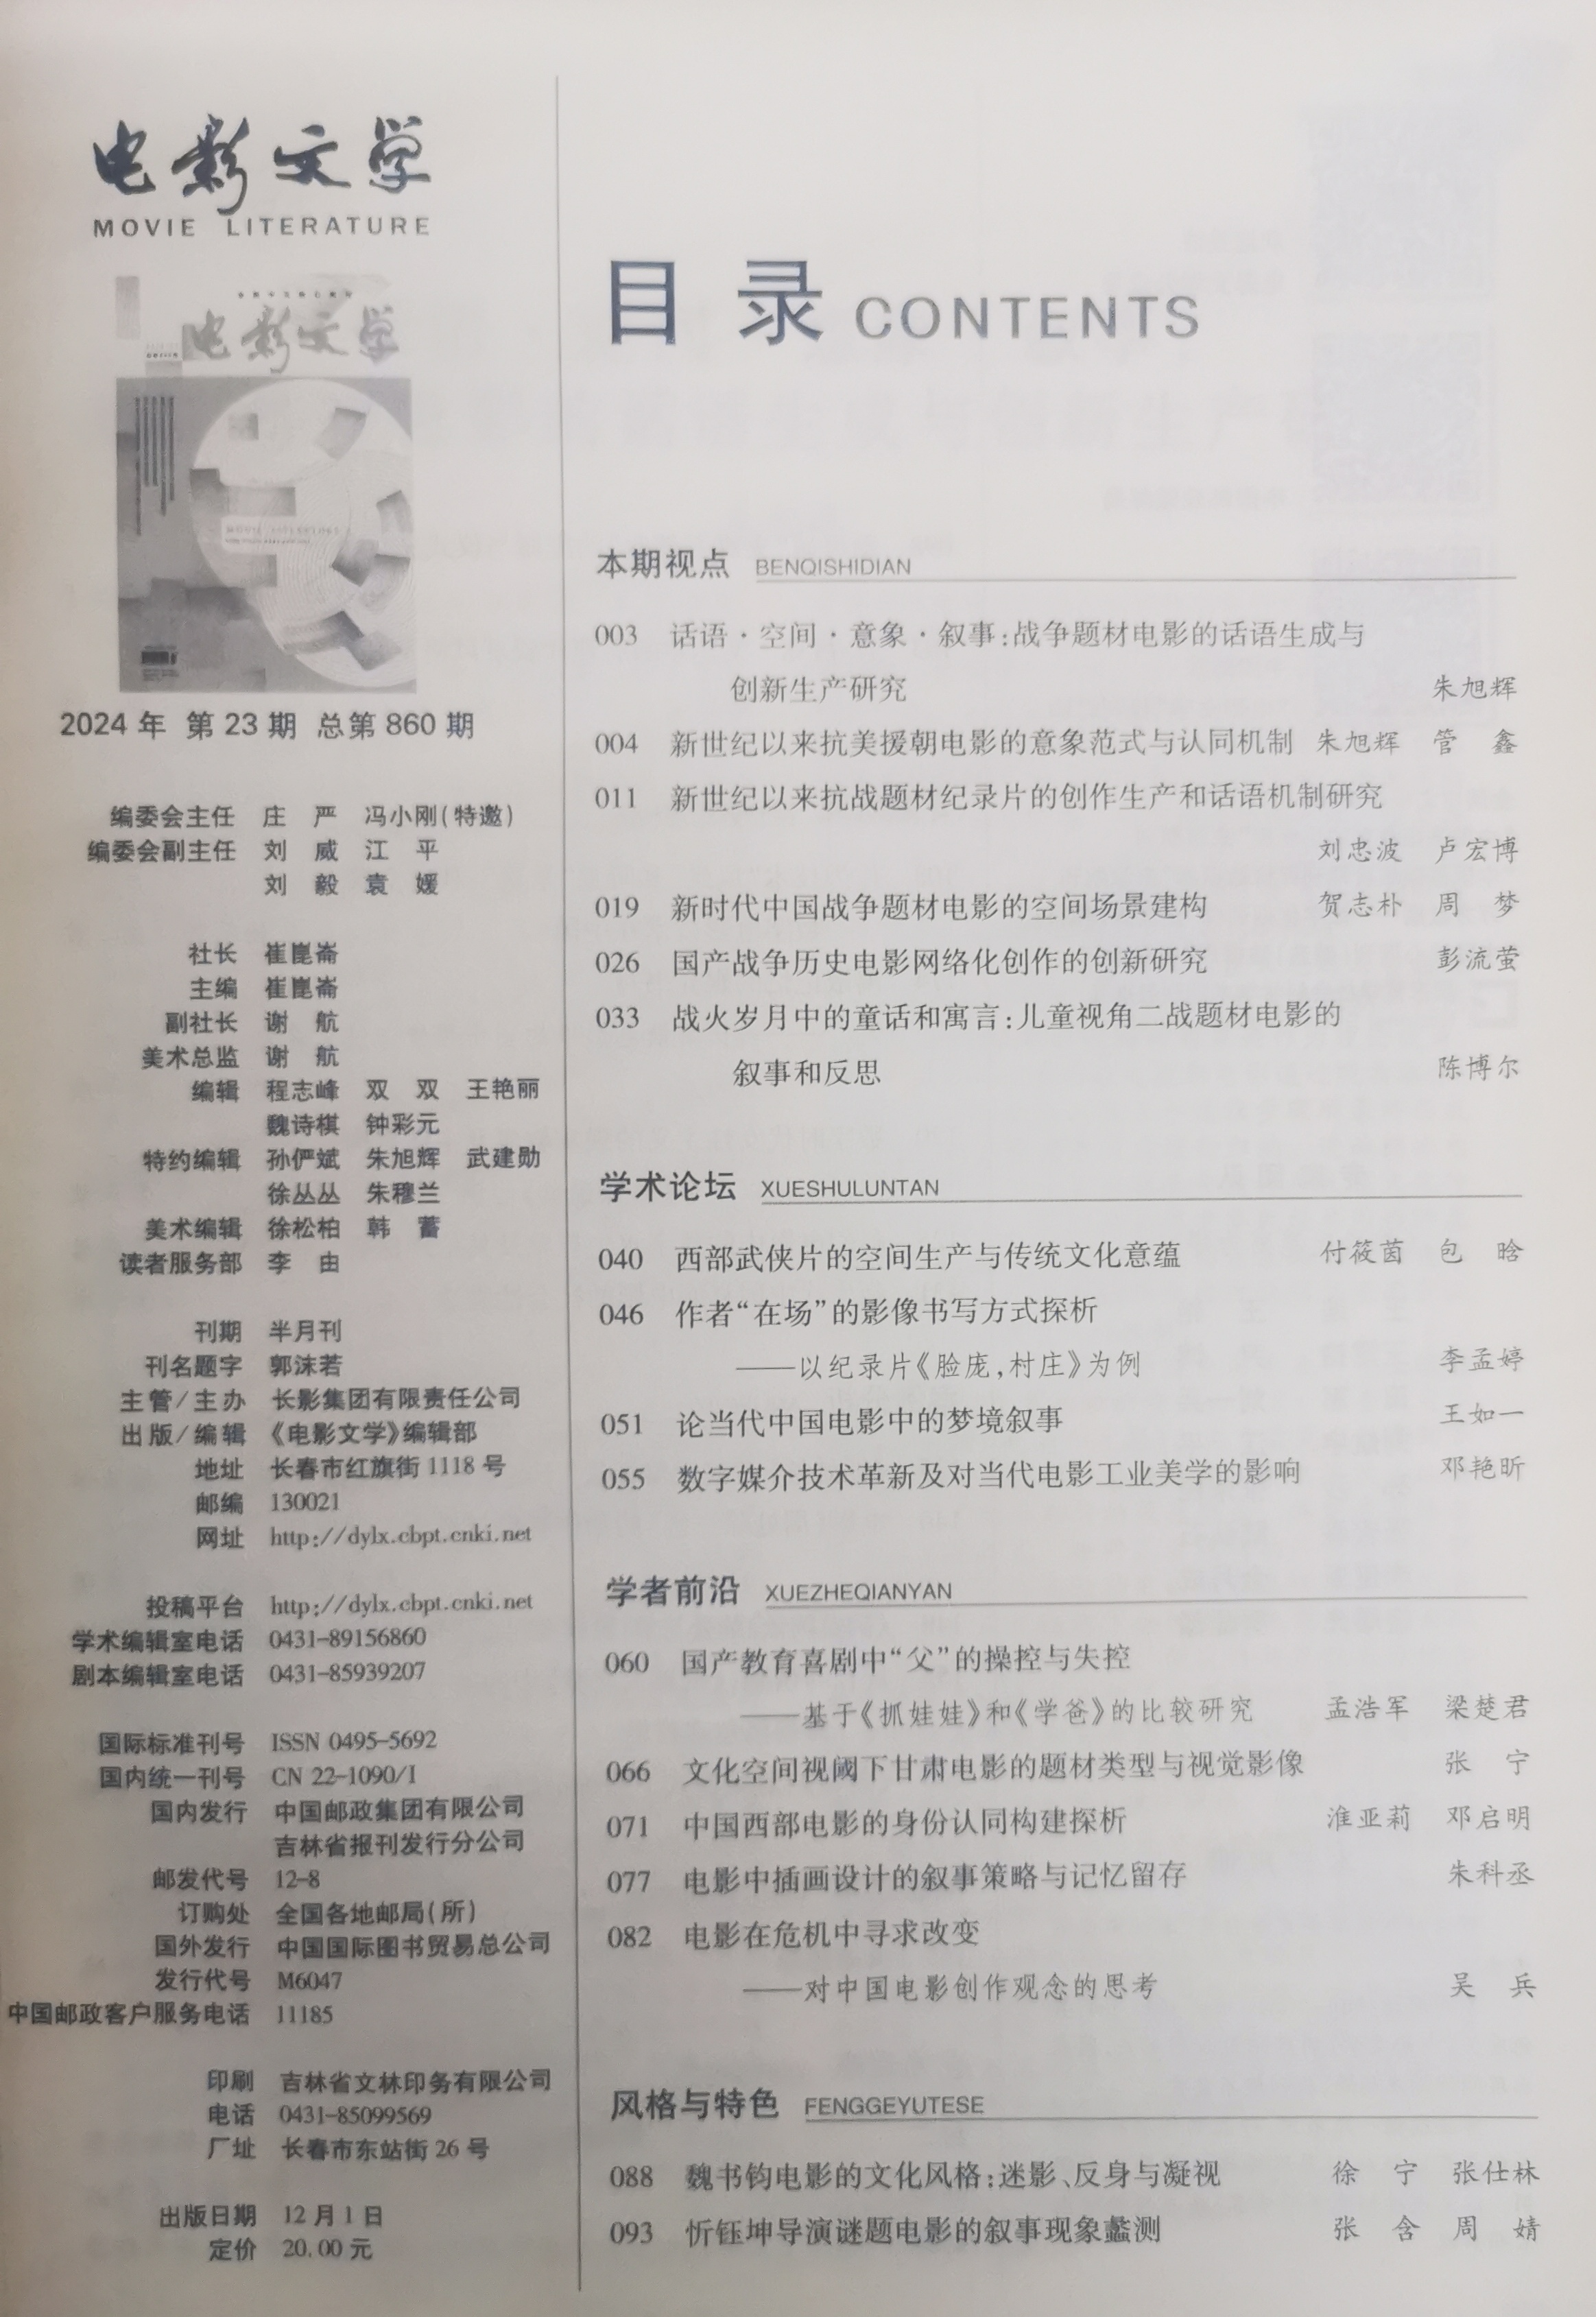 电影文学
MOVIE LITERATURE
电影文学
2024年 第23期 总第860期
编委会主任 庄 严 冯小刚(特邀)
编委会副主任 刘 威 江 平
刘 毅 袁 媛
社长 崔崑崙
主编 崔崑崙
副社长 谢 航
美术总监 谢 航
编辑 程志峰 双 双 王艳丽
魏诗棋 钟彩元
特约编辑 孙俨斌 朱旭辉 武建勋
徐丛丛 朱穆兰
美术编辑 徐松柏 韩 蓄
读者服务部 李 由
刊期 半月刊
刊名题字 郭沫若
主管/主办 长影集团有限责任公司
出版/编辑 《电影文学》编辑部
地址 长春市红旗街1118号
邮编 130021
网址 http://dylx.cbpt.cnki.net
投稿平台 http://dylx.cbpt.cnki.net
学术编辑室电话 0431-89156860
剧本编辑室电话 0431-85939207
国际标准刊号 ISSN 0495-5692
国内统一刊号 CN 22-1090/I
国内发行 中国邮政集团有限公司
吉林省报刊发行分公司
邮发代号 12-8
订购处 全国各地邮局(所)
国外发行 中国国际图书贸易总公司
发行代号 M6047
中国邮政客户服务电话 11185
印刷 吉林省文林印务有限公司
电话 0431-85099569
厂址 长春市东站街26号
出版日期 12月1日
定价 20.00元
目录 CONTENTS
本期视点 BENQISHIDIAN
003 话语·空间·意象·叙事:战争题材电影的话语生成与
创新生产研究 朱旭辉
004 新世纪以来抗美援朝电影的意象范式与认同机制 朱旭辉 管 鑫
011 新世纪以来抗战题材纪录片的创作生产和话语机制研究
刘忠波 卢宏博
019 新时代中国战争题材电影的空间场景建构 贺志朴 周 梦
026 国产战争历史电影网络化创作的创新研究 彭流萤
033 战火岁月中的童话和寓言:儿童视角二战题材电影的
叙事和反思 陈博尔
学术论坛 XUESHULUNTAN
040 西部武侠片的空间生产与传统文化意蕴 付筱茵 包 晗
046 作者“在场”的影像书写方式探析
——以纪录片《脸庞,村庄》为例 李孟婷
051 论当代中国电影中的梦境叙事 王如一
055 数字媒介技术革新及对当代电影工业美学的影响 邓艳昕
学者前沿 XUEZHEQIANYAN
060 国产教育喜剧中“父”的操控与失控
——基于《抓娃娃》和《学爸》的比较研究 孟浩军 梁楚君
066 文化空间视阈下甘肃电影的题材类型与视觉影像 张 宁
071 中国西部电影的身份认同构建探析 淮亚莉 邓启明
077 电影中插画设计的叙事策略与记忆留存 朱科丞
082 电影在危机中寻求改变
——对中国电影创作观念的思考 吴 兵
风格与特色 FENGGEYUTESE
088 魏书钧电影的文化风格:迷影、反身与凝视 徐 宁 张仕林
093 忻钰坤导演谜题电影的叙事现象蠡测 张 含 周 婧